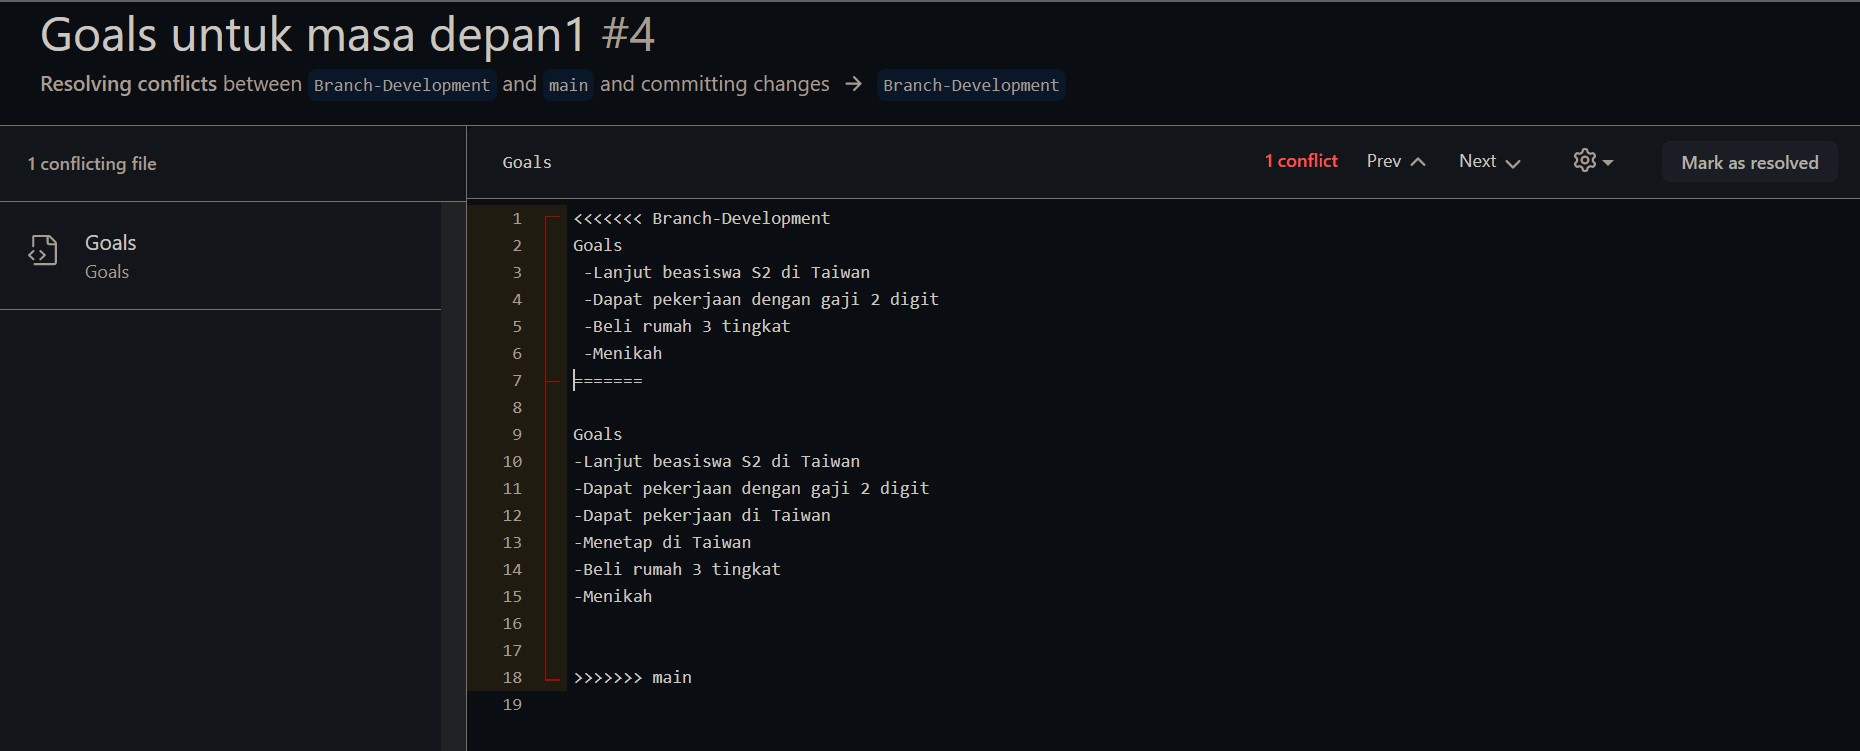 Goals untuk masa depan1 #4
Resolving conflicts between Branch-Development and main and committing changes → Branch-Development
1 conflicting file
Goals
Goals
Goals
1 conflict Prev Next Mark as resolved
1 <<<<<<< Branch-Development
2 Goals
3  -Lanjut beasiswa S2 di Taiwan
4  -Dapat pekerjaan dengan gaji 2 digit
5  -Beli rumah 3 tingkat
6  -Menikah
7 =======
8
9 Goals
10 -Lanjut beasiswa S2 di Taiwan
11 -Dapat pekerjaan dengan gaji 2 digit
12 -Dapat pekerjaan di Taiwan
13 -Menetap di Taiwan
14 -Beli rumah 3 tingkat
15 -Menikah
16
17
18 >>>>>>> main
19